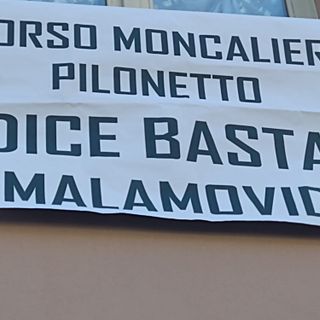 ORSO MONCALIER
PILONETTO
DICE BASTA
MALAMOVID